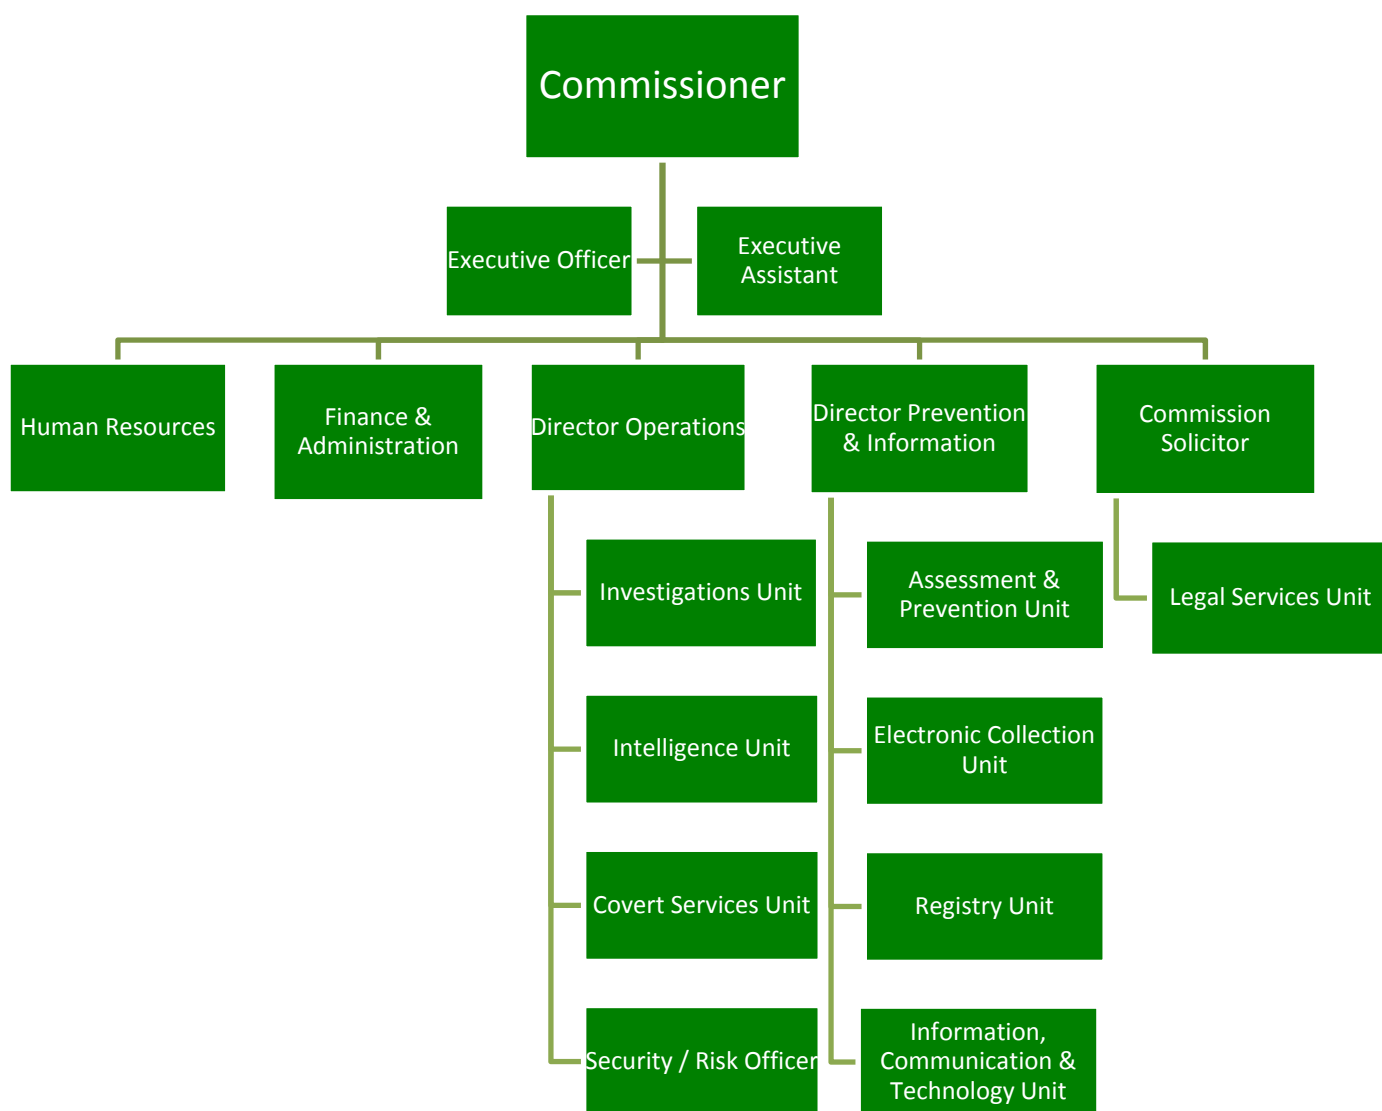 Commissioner
Executive Officer
Executive
Assistant
Human Resources
Finance &
Administration
Director Operations
Director Prevention
& Information
Commission
Solicitor
Investigations Unit
Assessment &
Prevention Unit
Legal Services Unit
Intelligence Unit
Electronic Collection
Unit
Covert Services Unit
Registry Unit
Security / Risk Officer
Information,
Communication &
Technology Unit